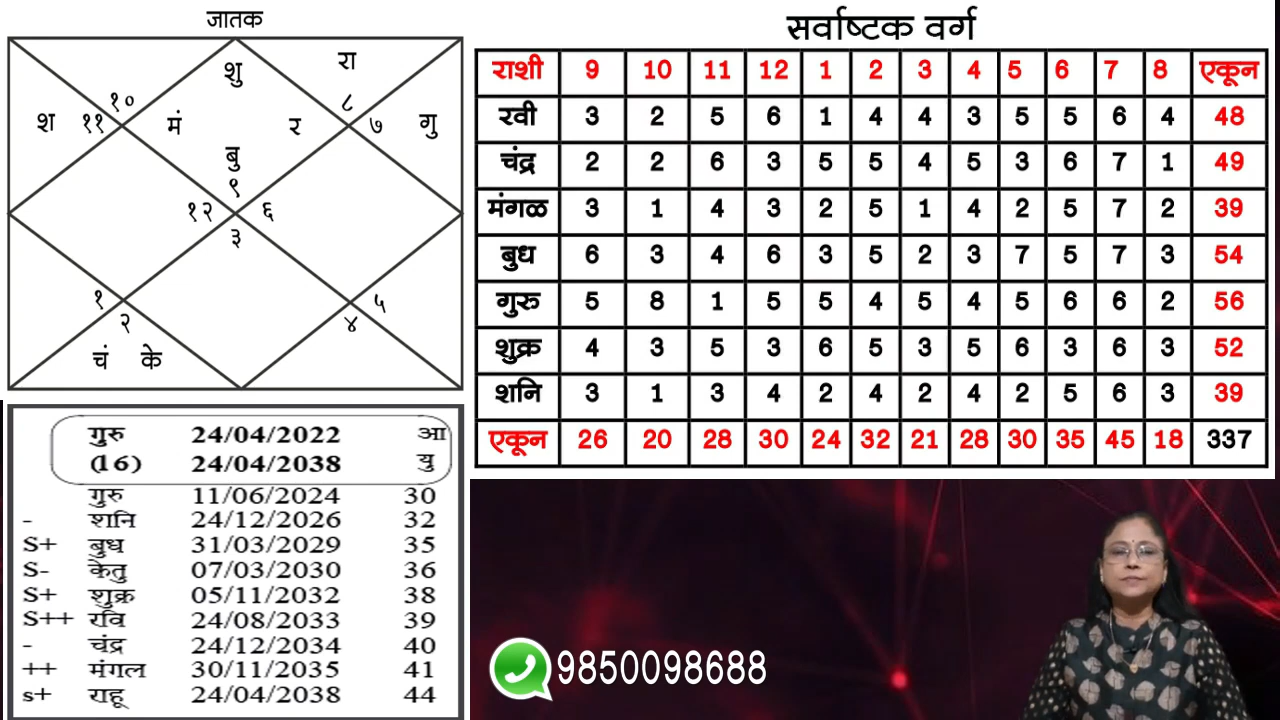 जातक
शु
रा
१०
८
श ११ मं र ७ गु
बु
९
१२ ६
३
१ ५
२ ४
चं के
सर्वाष्टक वर्ग
राशी 9 10 11 12 1 2 3 4 5 6 7 8 एकून
रवी 3 2 5 6 1 4 4 3 5 5 6 4 48
चंद्र 2 2 6 3 5 5 4 5 3 6 7 1 49
मंगळ 3 1 4 3 2 5 1 4 2 5 7 2 39
बुध 6 3 4 6 3 5 2 3 7 5 7 3 54
गुरु 5 8 1 5 5 4 5 4 5 6 6 2 56
शुक्र 4 3 5 3 6 5 3 5 6 3 6 3 52
शनि 3 1 3 4 2 4 2 4 2 5 6 3 39
एकून 26 20 28 30 24 32 21 28 30 35 45 18 337
गुरु 24/04/2022 आ
(16) 24/04/2038 यु
गुरु 11/06/2024 30
- शनि 24/12/2026 32
S+ बुध 31/03/2029 35
S- केतु 07/03/2030 36
S+ शुक्र 05/11/2032 38
S++ रवि 24/08/2033 39
- चंद्र 24/12/2034 40
++ मंगल 30/11/2035 41
s+ राहू 24/04/2038 44
9850098688